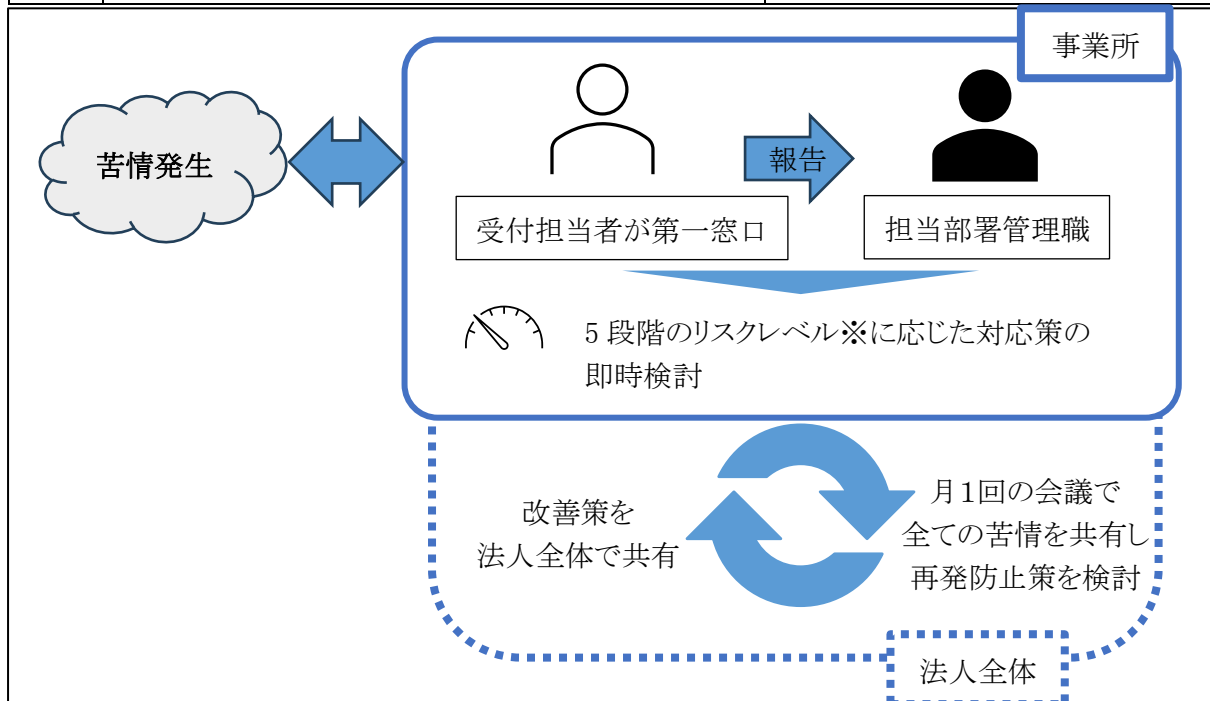 事業所
苦情発生
報告
受付担当者が第一窓口
担当部署管理職
5 段階のリスクレベル※に応じた対応策の
即時検討
改善策を
法人全体で共有
月1回の会議で
全ての苦情を共有し
再発防止策を検討
法人全体